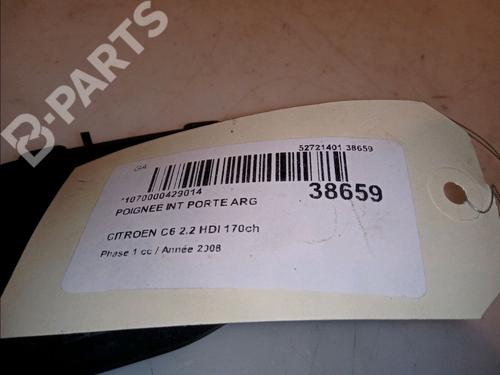 B-PARTS
GA
52721401 38659
*1070000429014
38659
POIGNEE INT PORTE ARG
CITROEN C6 2.2 HDI 170ch
Phase 1 cc / Année 2008